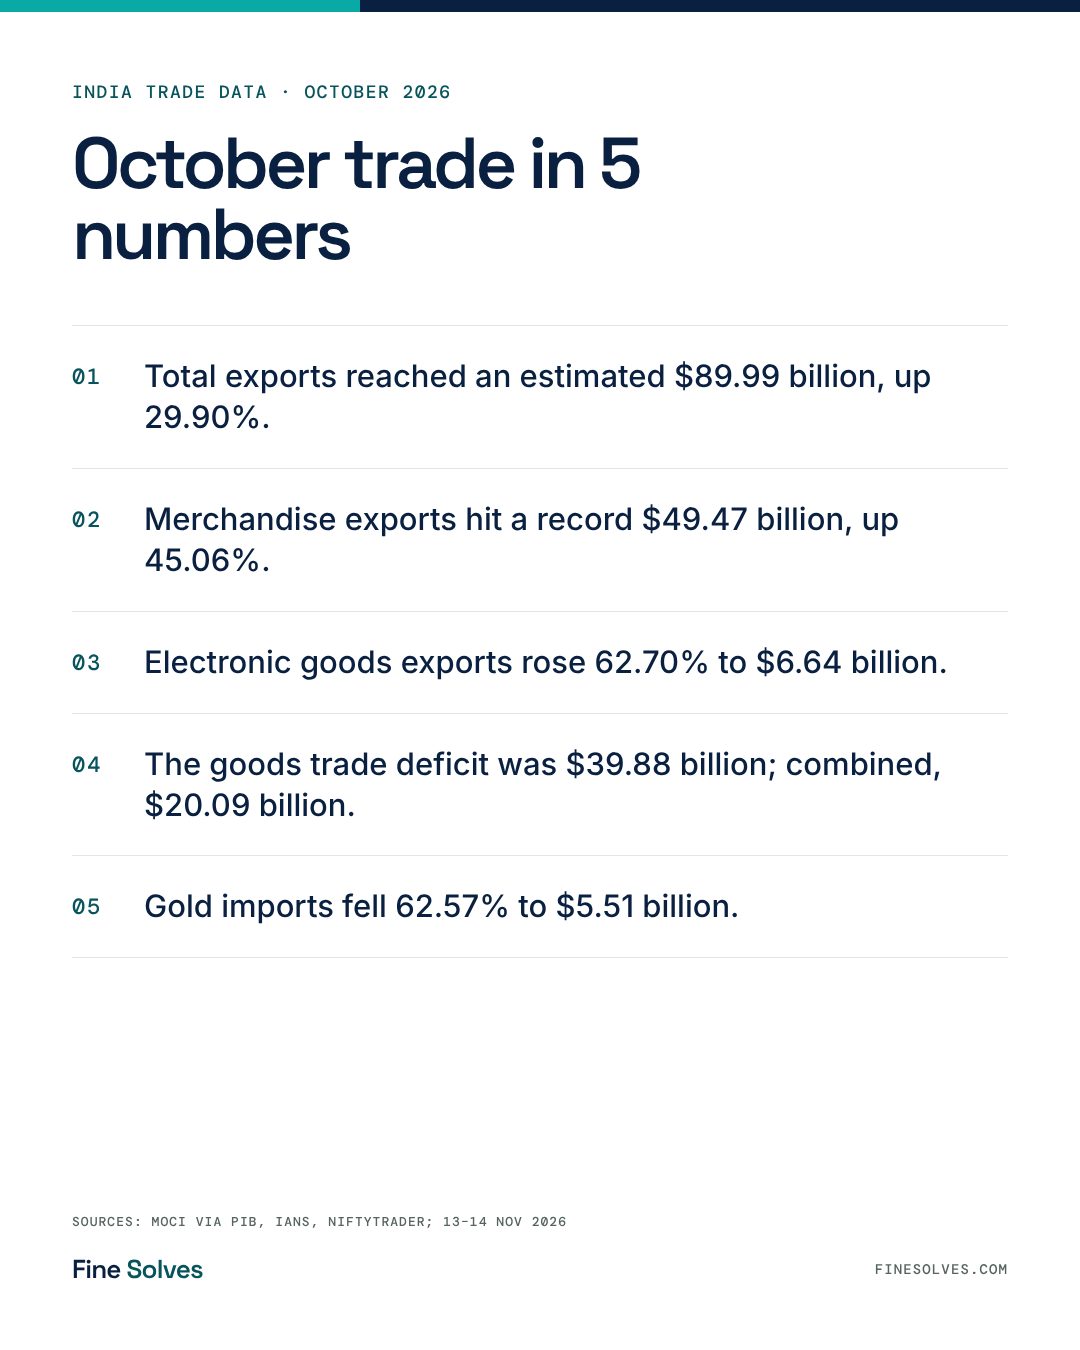 INDIA TRADE DATA · OCTOBER 2026
October trade in 5
numbers
01 Total exports reached an estimated $89.99 billion, up
29.90%.
02 Merchandise exports hit a record $49.47 billion, up
45.06%.
03 Electronic goods exports rose 62.70% to $6.64 billion.
04 The goods trade deficit was $39.88 billion; combined,
$20.09 billion.
05 Gold imports fell 62.57% to $5.51 billion.
SOURCES: MOCI VIA PIB, IANS, NIFTYTRADER; 13–14 NOV 2026
Fine Solves
FINESOLVES.COM